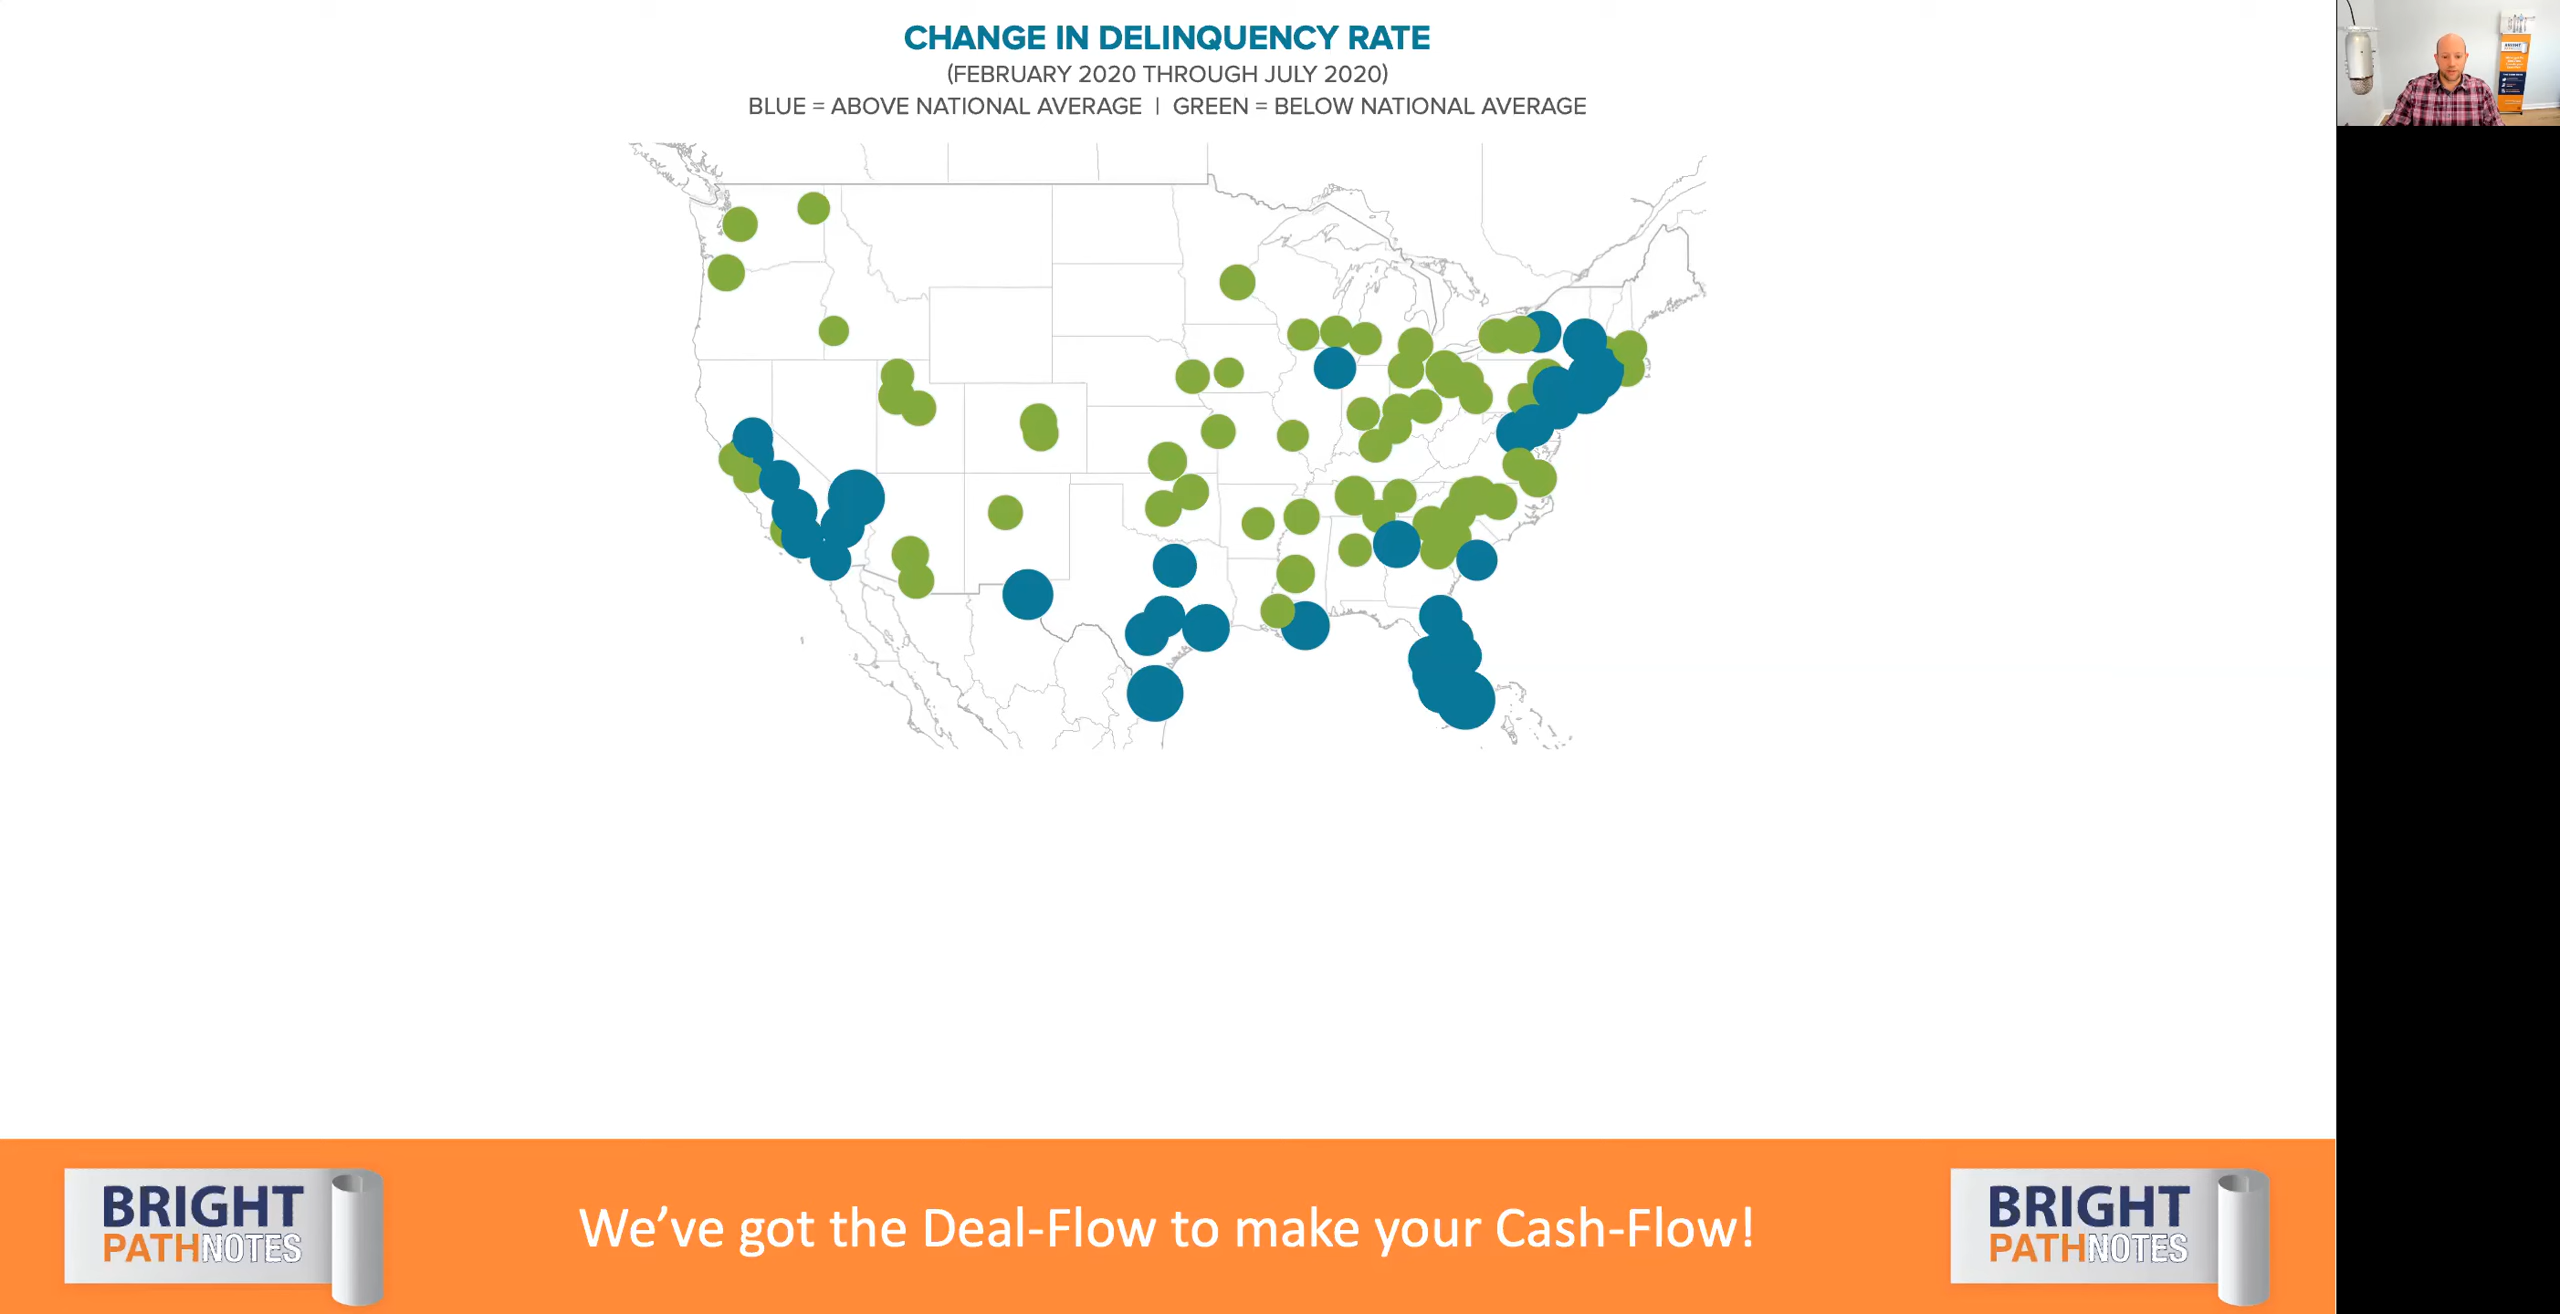 CHANGE IN DELINQUENCY RATE
(FEBRUARY 2020 THROUGH JULY 2020)
BLUE = ABOVE NATIONAL AVERAGE | GREEN = BELOW NATIONAL AVERAGE
BRIGHT
PATHNOTES
We’ve got the Deal-Flow to make your Cash-Flow!
BRIGHT
PATHNOTES